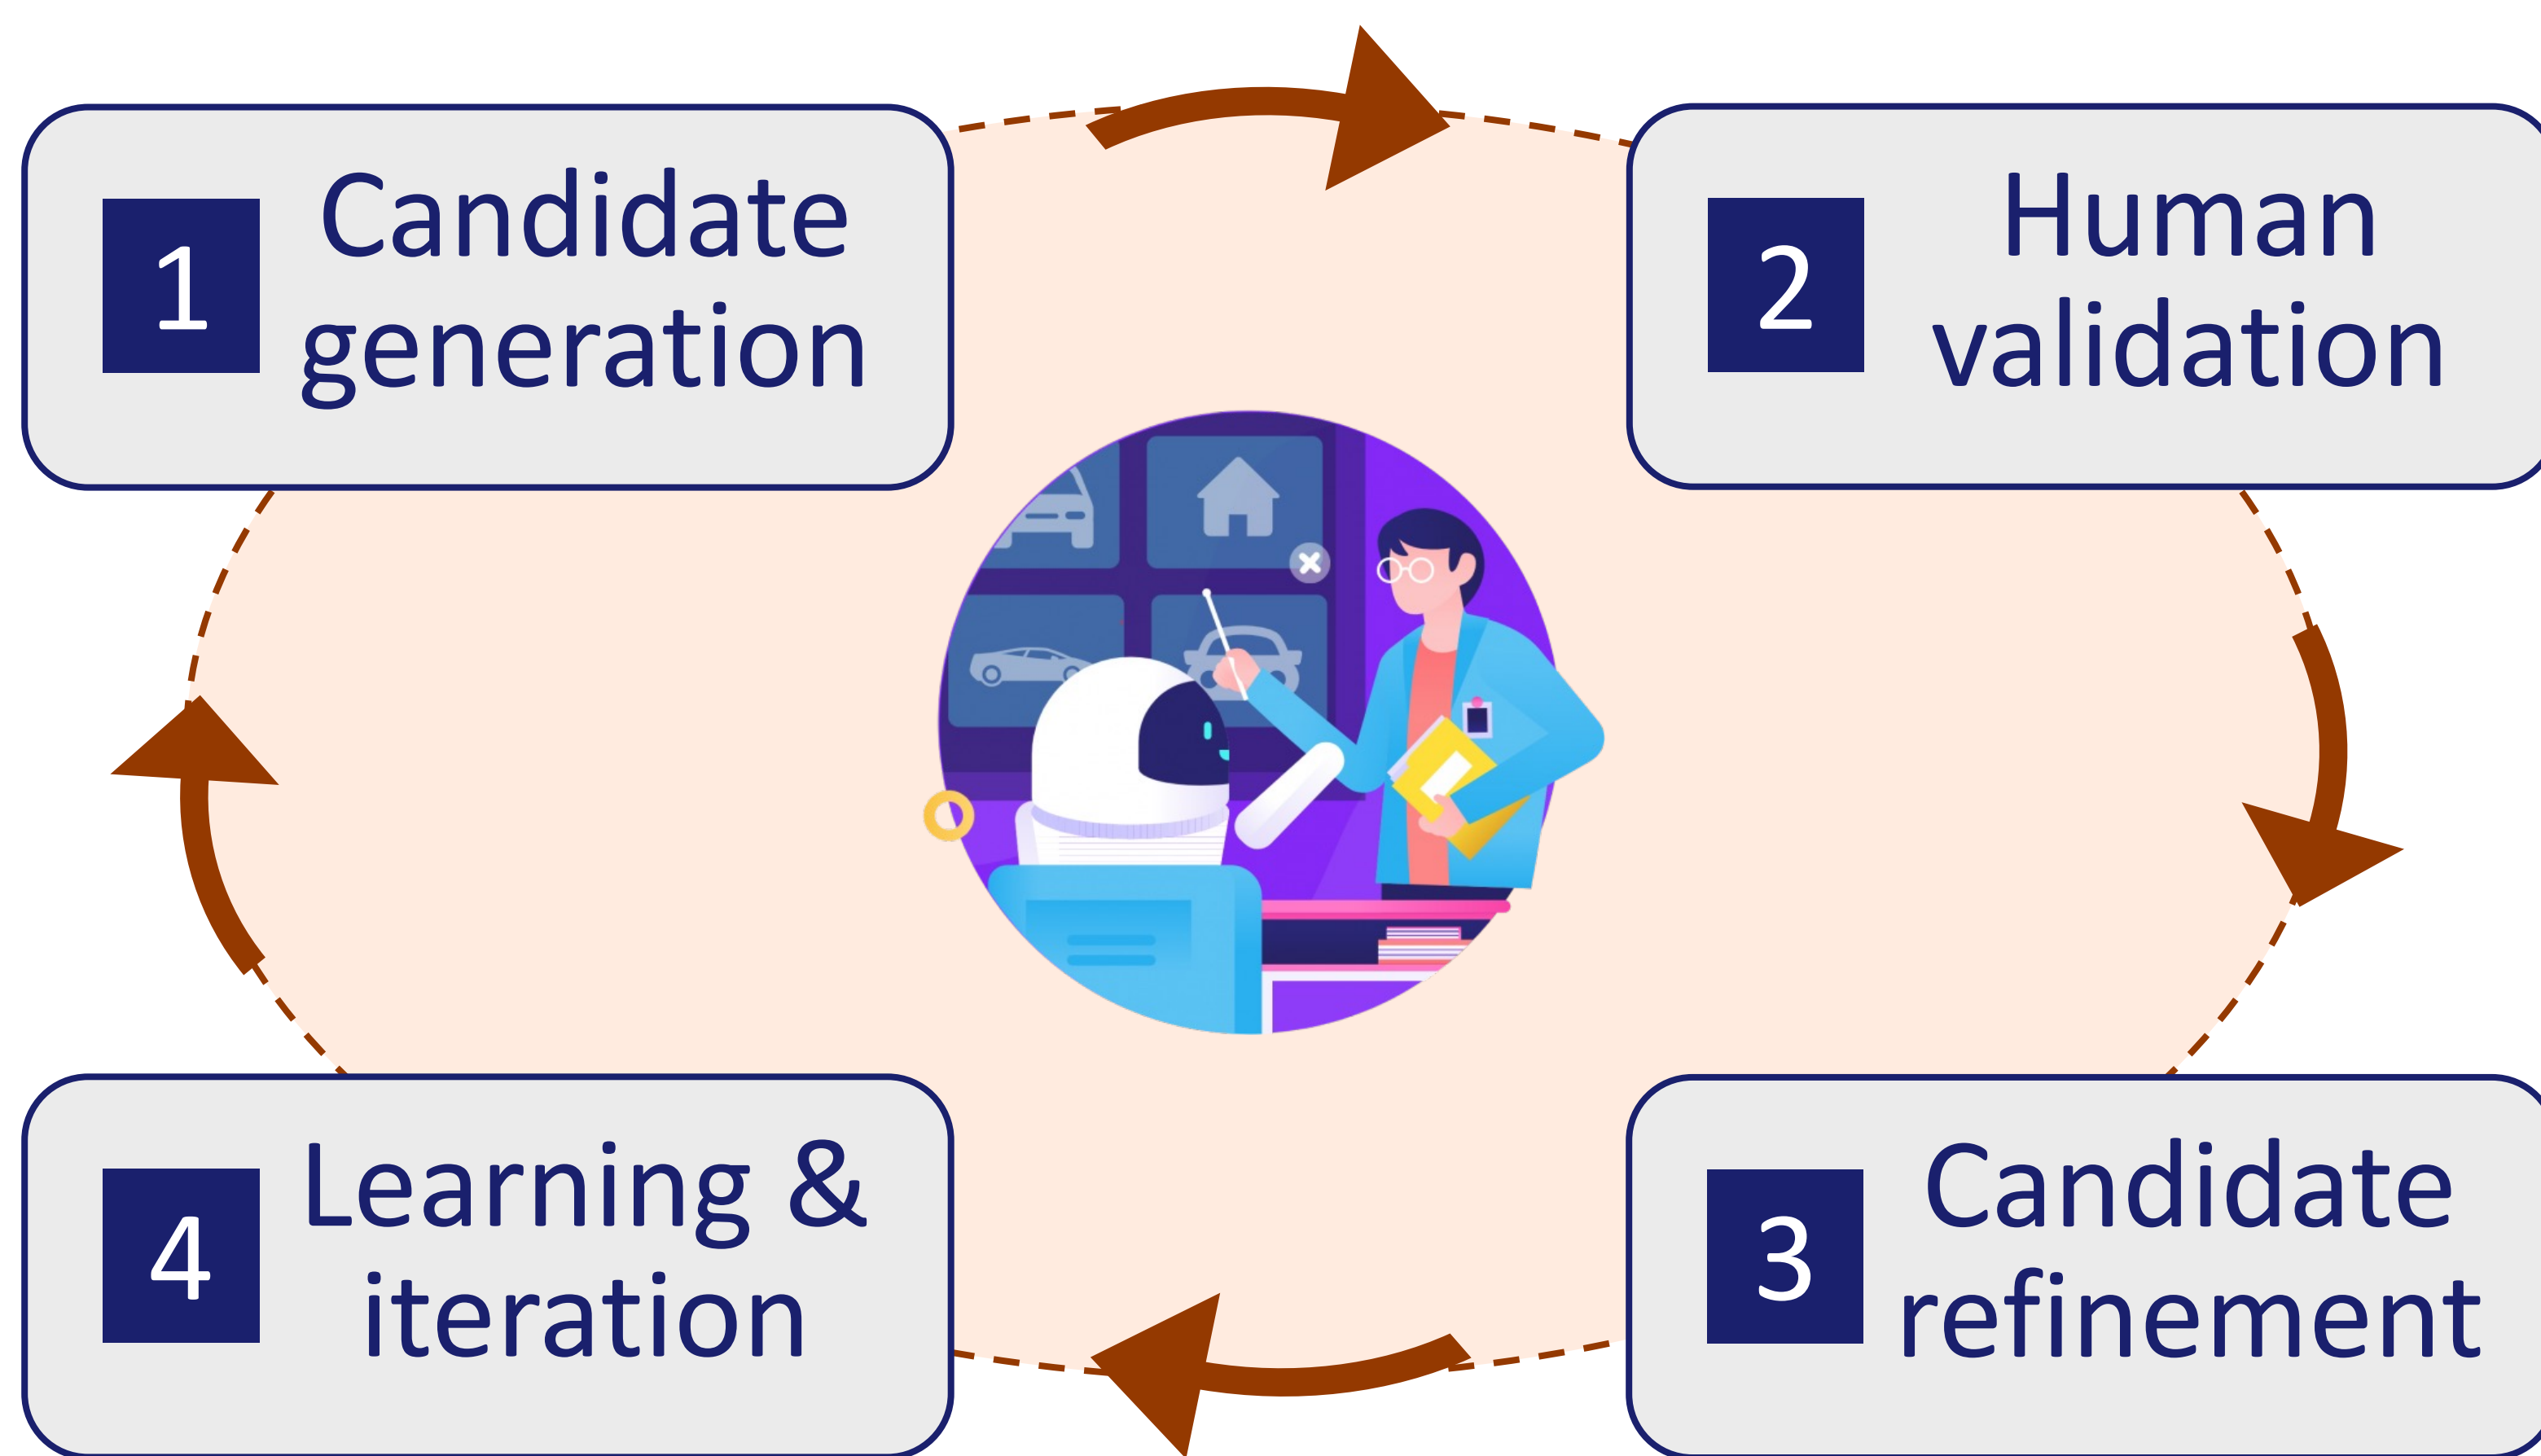 1
Candidate
generation
2
Human
validation
3
Candidate
refinement
4
Learning &
iteration